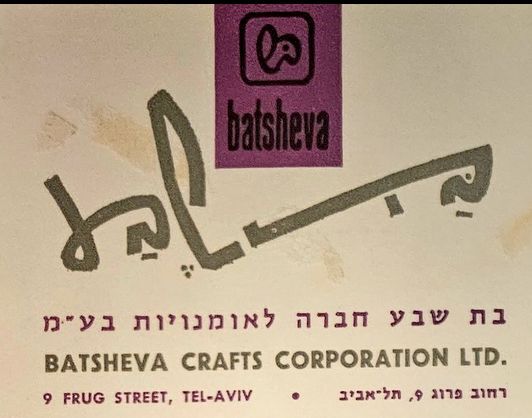 batsheva
בת שבע חברה לאומנויות בע״מ
BATSHEVA CRAFTS CORPORATION LTD.
9 FRUG STREET, TEL-AVIV • רחוב פרוג 9, תל־אביב